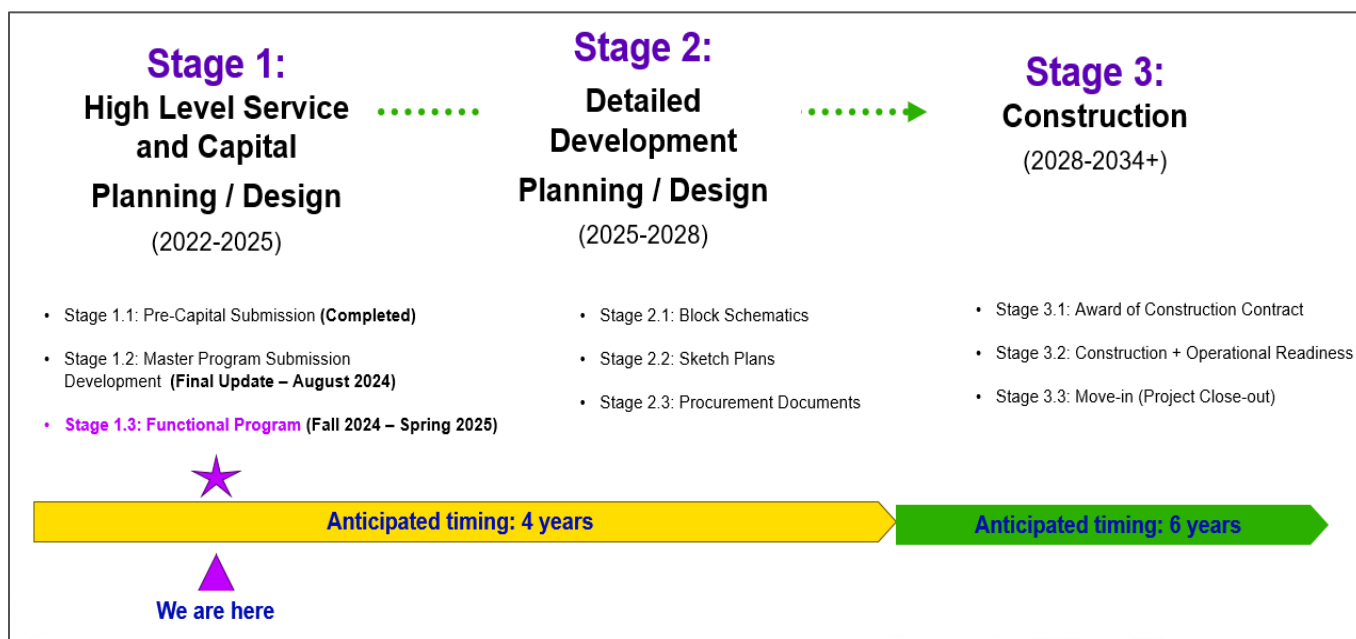 Stage 1:
High Level Service
and Capital
Planning / Design
(2022-2025)
Stage 2:
Detailed
Development
Planning / Design
(2025-2028)
Stage 3:
Construction
(2028-2034+)
• Stage 1.1: Pre-Capital Submission (Completed)
• Stage 1.2: Master Program Submission
Development (Final Update – August 2024)
• Stage 1.3: Functional Program (Fall 2024 – Spring 2025)
• Stage 2.1: Block Schematics
• Stage 2.2: Sketch Plans
• Stage 2.3: Procurement Documents
• Stage 3.1: Award of Construction Contract
• Stage 3.2: Construction + Operational Readiness
• Stage 3.3: Move-in (Project Close-out)
Anticipated timing: 4 years
Anticipated timing: 6 years
We are here